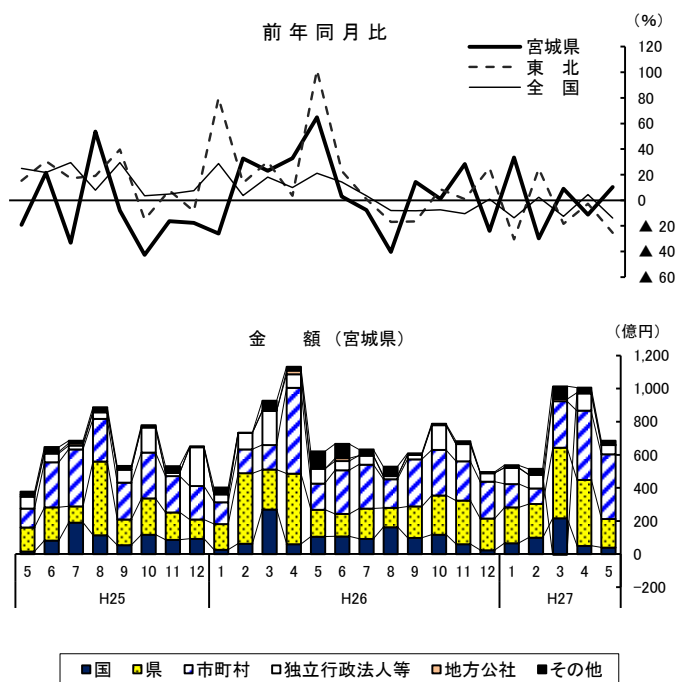 前年同月比
(%)
宮城県
東 北
全 国
120
100
80
60
40
20
0
▲ 20
▲ 40
▲ 60
金 額（宮城県）
(億円)
1,200
1,000
800
600
400
200
0
−200
5 6 7 8 9 10 11 12 1 2 3 4 5 6 7 8 9 10 11 12 1 2 3 4 5
H25 H26 H27
国 県 市町村 独立行政法人等 地方公社 その他